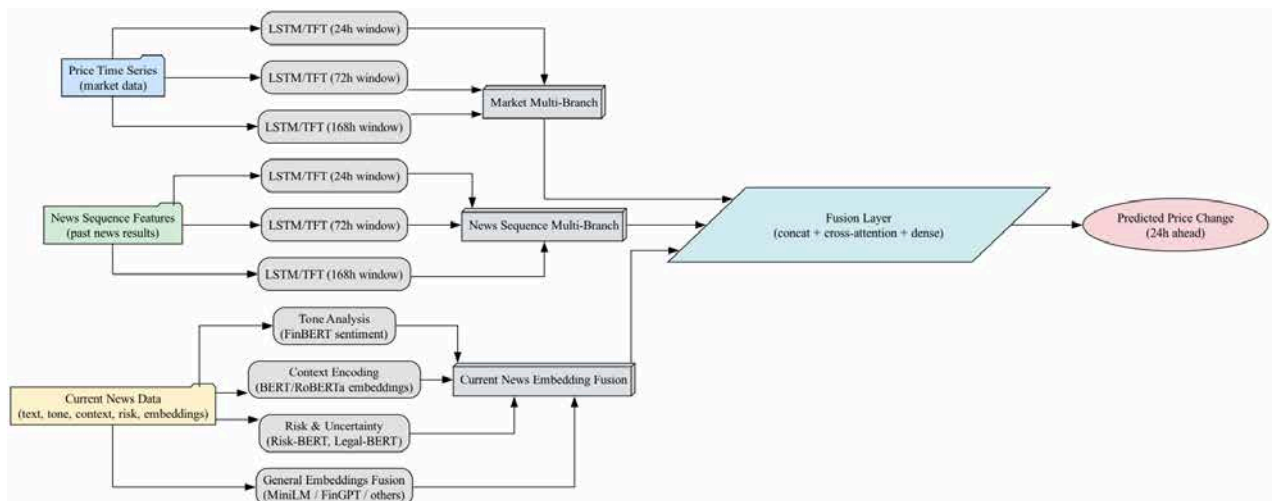 LSTM/TFT (24h window)
Price Time Series
(market data)
LSTM/TFT (72h window)
Market Multi-Branch
LSTM/TFT (168h window)
LSTM/TFT (24h window)
News Sequence Features
(past news results)
LSTM/TFT (72h window)
News Sequence Multi-Branch
LSTM/TFT (168h window)
Fusion Layer
(concat + cross-attention + dense)
Predicted Price Change
(24h ahead)
Tone Analysis
(FinBERT sentiment)
Context Encoding
(BERT/RoBERTa embeddings)
Current News Embedding Fusion
Current News Data
(text, tone, context, risk, embeddings)
Risk & Uncertainty
(Risk-BERT, Legal-BERT)
General Embeddings Fusion
(MiniLM / FinGPT / others)